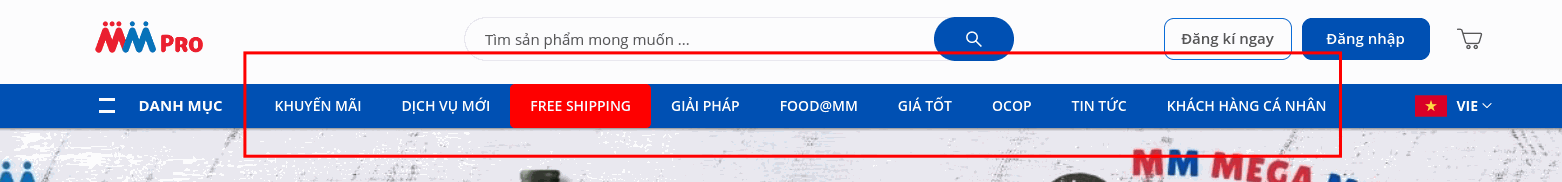 MM PRO
Tìm sản phẩm mong muốn ...
Đăng kí ngay
Đăng nhập
DANH MỤC
KHUYẾN MÃI
DỊCH VỤ MỚI
FREE SHIPPING
GIẢI PHÁP
FOOD@MM
GIÁ TỐT
OCOP
TIN TỨC
KHÁCH HÀNG CÁ NHÂN
VIE
MM MEGA